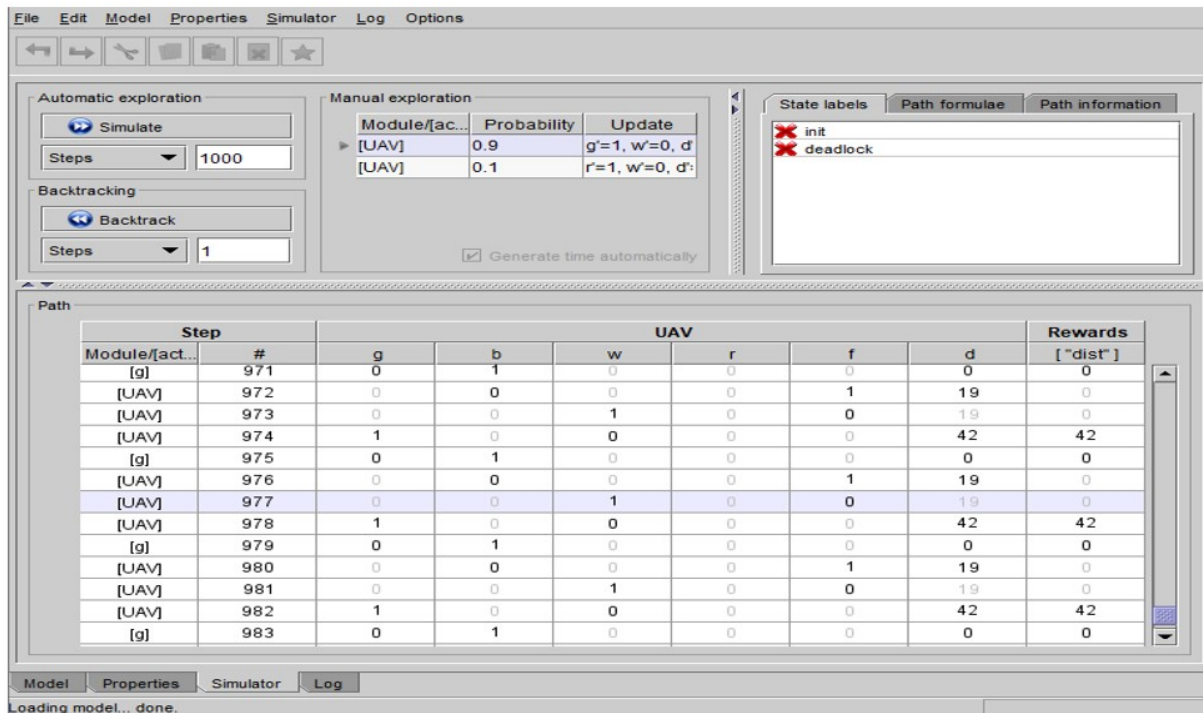 File Edit Model Properties Simulator Log Options
Automatic exploration
Simulate
Steps 1000
Backtracking
Backtrack
Steps 1
Manual exploration
Module/[ac... Probability Update
[UAV] 0.9 g'=1, w'=0, d'
[UAV] 0.1 r'=1, w'=0, d':
Generate time automatically
State labels Path formulae Path information
init
deadlock
Path
Step UAV Rewards
Module/[act... # g b w r f d ["dist"]
[g] 971 0 1 0 0 0 0 0
[UAV] 972 0 0 0 0 1 19 0
[UAV] 973 0 0 1 0 0 19 0
[UAV] 974 1 0 0 0 0 42 42
[g] 975 0 1 0 0 0 0 0
[UAV] 976 0 0 0 0 1 19 0
[UAV] 977 0 0 1 0 0 19 0
[UAV] 978 1 0 0 0 0 42 42
[g] 979 0 1 0 0 0 0 0
[UAV] 980 0 0 0 0 1 19 0
[UAV] 981 0 0 1 0 0 19 0
[UAV] 982 1 0 0 0 0 42 42
[g] 983 0 1 0 0 0 0 0
Model Properties Simulator Log
Loading model... done.